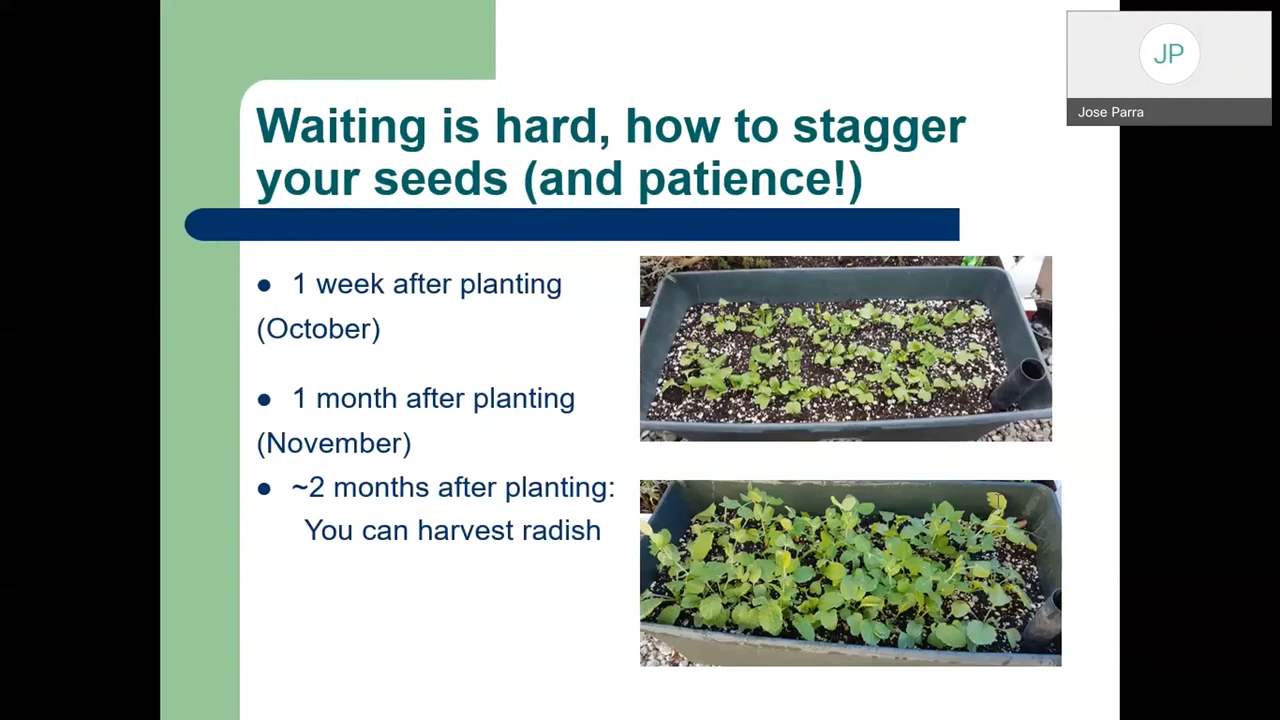 Waiting is hard, how to stagger
your seeds (and patience!)
● 1 week after planting
(October)
● 1 month after planting
(November)
● ~2 months after planting:
You can harvest radish
JP
Jose Parra